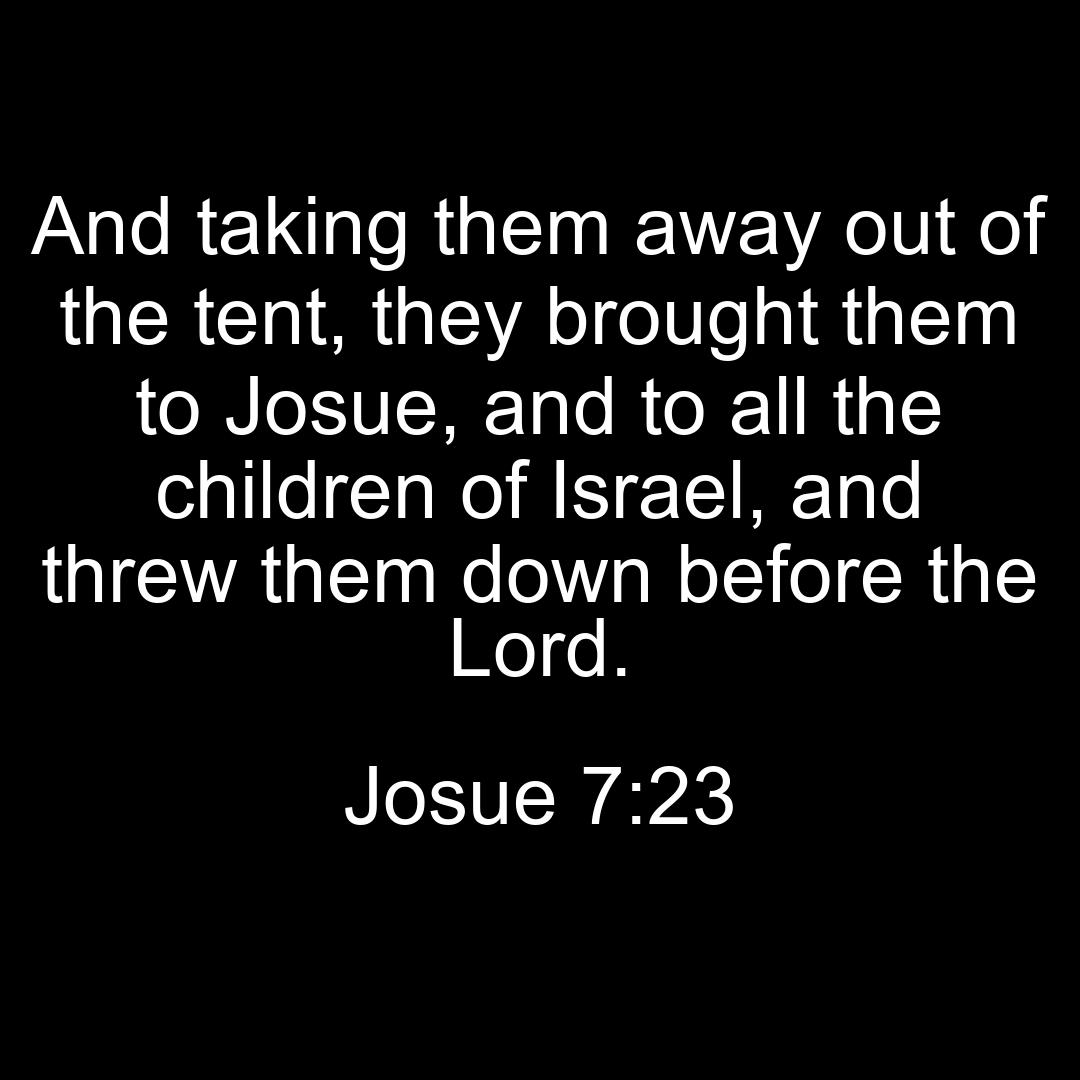 And taking them away out of
the tent, they brought them
to Josue, and to all the
children of Israel, and
threw them down before the
Lord.
Josue 7:23